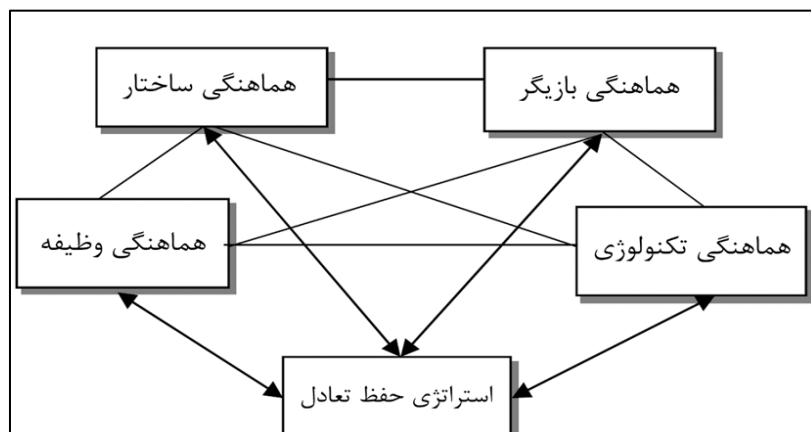 هماهنگی بازیگر
هماهنگی ساختار
هماهنگی تکنولوژی
هماهنگی وظیفه
استراتژی حفظ تعادل